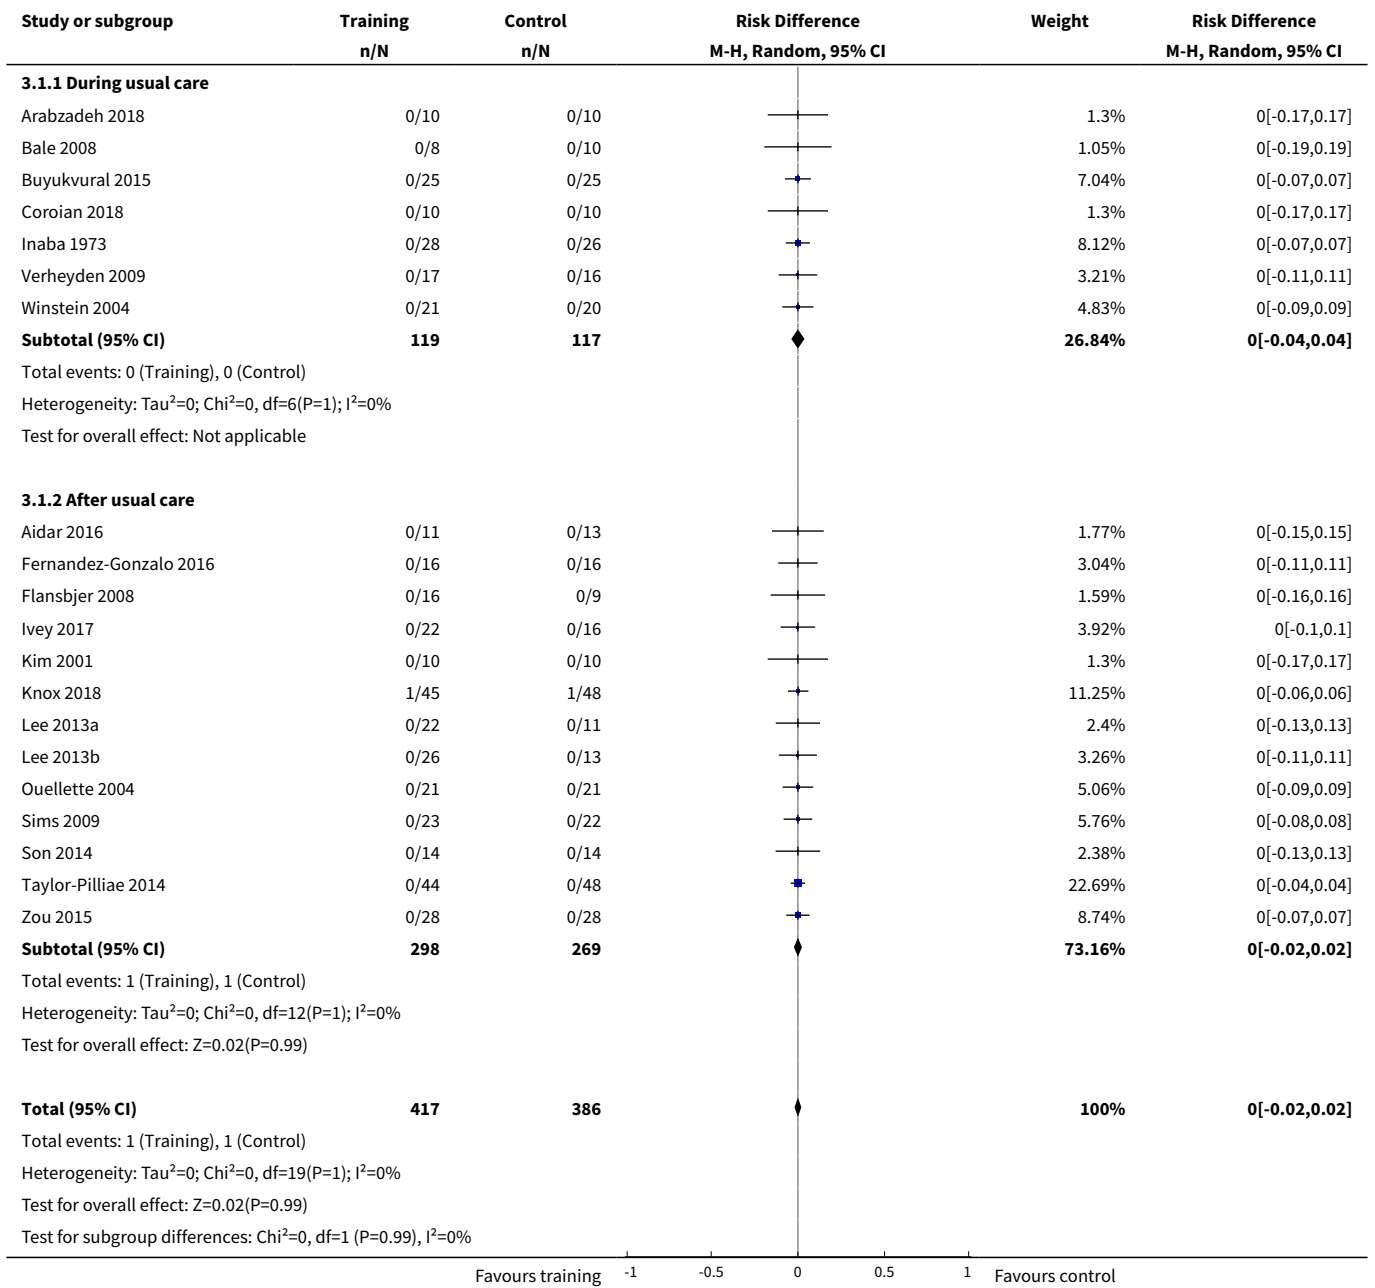 Study or subgroup Training Control Risk Difference Weight Risk Difference
n/N n/N M-H, Random, 95% CI M-H, Random, 95% CI
3.1.1 During usual care
Arabzadeh 2018 0/10 0/10 1.3% 0[-0.17,0.17]
Bale 2008 0/8 0/10 1.05% 0[-0.19,0.19]
Buyukvural 2015 0/25 0/25 7.04% 0[-0.07,0.07]
Coroian 2018 0/10 0/10 1.3% 0[-0.17,0.17]
Inaba 1973 0/28 0/26 8.12% 0[-0.07,0.07]
Verheyden 2009 0/17 0/16 3.21% 0[-0.11,0.11]
Winstein 2004 0/21 0/20 4.83% 0[-0.09,0.09]
Subtotal (95% CI) 119 117 26.84% 0[-0.04,0.04]
Total events: 0 (Training), 0 (Control)
Heterogeneity: Tau²=0; Chi²=0, df=6(P=1); I²=0%
Test for overall effect: Not applicable
3.1.2 After usual care
Aidar 2016 0/11 0/13 1.77% 0[-0.15,0.15]
Fernandez-Gonzalo 2016 0/16 0/16 3.04% 0[-0.11,0.11]
Flansbjer 2008 0/16 0/9 1.59% 0[-0.16,0.16]
Ivey 2017 0/22 0/16 3.92% 0[-0.1,0.1]
Kim 2001 0/10 0/10 1.3% 0[-0.17,0.17]
Knox 2018 1/45 1/48 11.25% 0[-0.06,0.06]
Lee 2013a 0/22 0/11 2.4% 0[-0.13,0.13]
Lee 2013b 0/26 0/13 3.26% 0[-0.11,0.11]
Ouellette 2004 0/21 0/21 5.06% 0[-0.09,0.09]
Sims 2009 0/23 0/22 5.76% 0[-0.08,0.08]
Son 2014 0/14 0/14 2.38% 0[-0.13,0.13]
Taylor-Pilliae 2014 0/44 0/48 22.69% 0[-0.04,0.04]
Zou 2015 0/28 0/28 8.74% 0[-0.07,0.07]
Subtotal (95% CI) 298 269 73.16% 0[-0.02,0.02]
Total events: 1 (Training), 1 (Control)
Heterogeneity: Tau²=0; Chi²=0, df=12(P=1); I²=0%
Test for overall effect: Z=0.02(P=0.99)
Total (95% CI) 417 386 100% 0[-0.02,0.02]
Total events: 1 (Training), 1 (Control)
Heterogeneity: Tau²=0; Chi²=0, df=19(P=1); I²=0%
Test for overall effect: Z=0.02(P=0.99)
Test for subgroup differences: Chi²=0, df=1 (P=0.99), I²=0%
Favours training -1 -0.5 0 0.5 1 Favours control